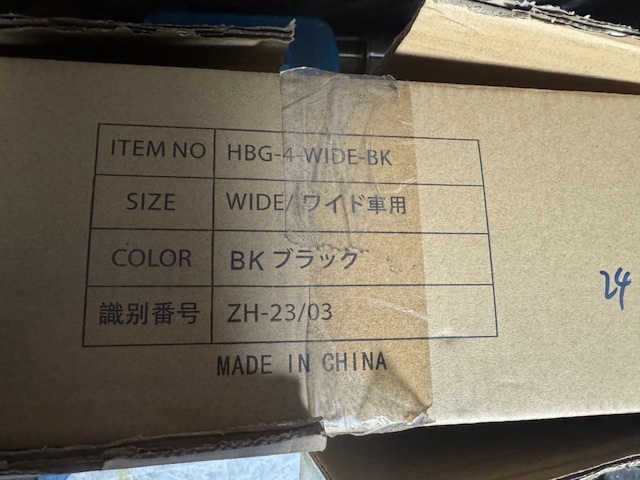 ITEM NO HBG-4-WIDE-BK
SIZE WIDE/ワイド車用
COLOR BK ブラック
識別番号 ZH-23/03
MADE IN CHINA
24